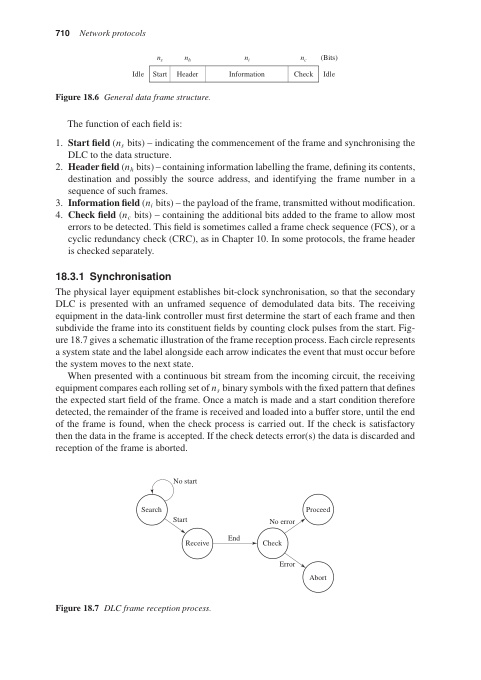 710 Network protocols
n_s n_h n_i n_c (Bits)
Idle Start Header Information Check Idle
Figure 18.6 General data frame structure.
The function of each field is:
1. Start field (n_s bits) – indicating the commencement of the frame and synchronising the
DLC to the data structure.
2. Header field (n_h bits) – containing information labelling the frame, defining its contents,
destination and possibly the source address, and identifying the frame number in a
sequence of such frames.
3. Information field (n_i bits) – the payload of the frame, transmitted without modification.
4. Check field (n_c bits) – containing the additional bits added to the frame to allow most
errors to be detected. This field is sometimes called a frame check sequence (FCS), or a
cyclic redundancy check (CRC), as in Chapter 10. In some protocols, the frame header
is checked separately.
18.3.1 Synchronisation
The physical layer equipment establishes bit-clock synchronisation, so that the secondary
DLC is presented with an unframed sequence of demodulated data bits. The receiving
equipment in the data-link controller must first determine the start of each frame and then
subdivide the frame into its constituent fields by counting clock pulses from the start. Fig-
ure 18.7 gives a schematic illustration of the frame reception process. Each circle represents
a system state and the label alongside each arrow indicates the event that must occur before
the system moves to the next state.
When presented with a continuous bit stream from the incoming circuit, the receiving
equipment compares each rolling set of n_s binary symbols with the fixed pattern that defines
the expected start field of the frame. Once a match is made and a start condition therefore
detected, the remainder of the frame is received and loaded into a buffer store, until the end
of the frame is found, when the check process is carried out. If the check is satisfactory
then the data in the frame is accepted. If the check detects error(s) the data is discarded and
reception of the frame is aborted.
No start
Search
Start
Receive
End
Check
No error
Proceed
Error
Abort
Figure 18.7 DLC frame reception process.